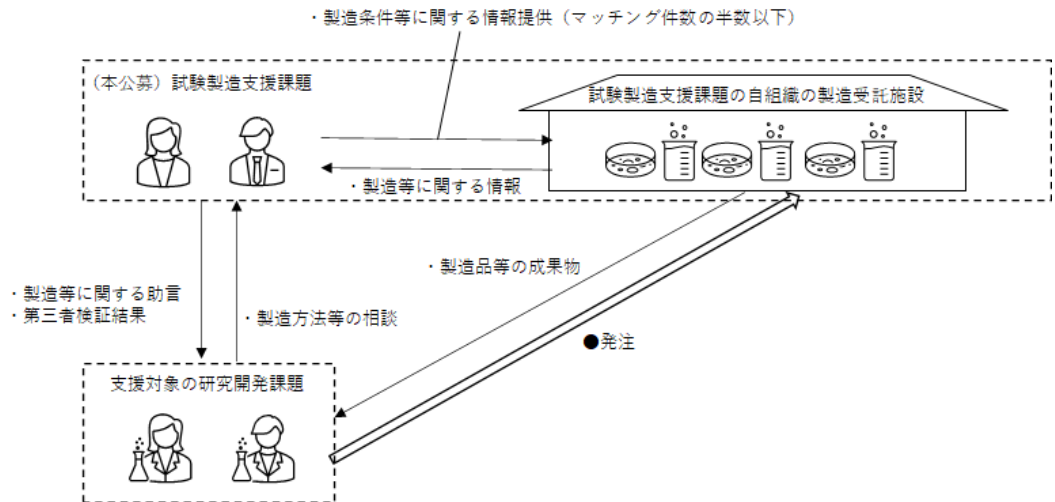 ・製造条件等に関する情報提供（マッチング件数の半数以下）
（本公募）試験製造支援課題
試験製造支援課題の自組織の製造受託施設
・製造等に関する情報
・製造品等の成果物
・製造等に関する助言
・第三者検証結果
・製造方法等の相談
●発注
支援対象の研究開発課題